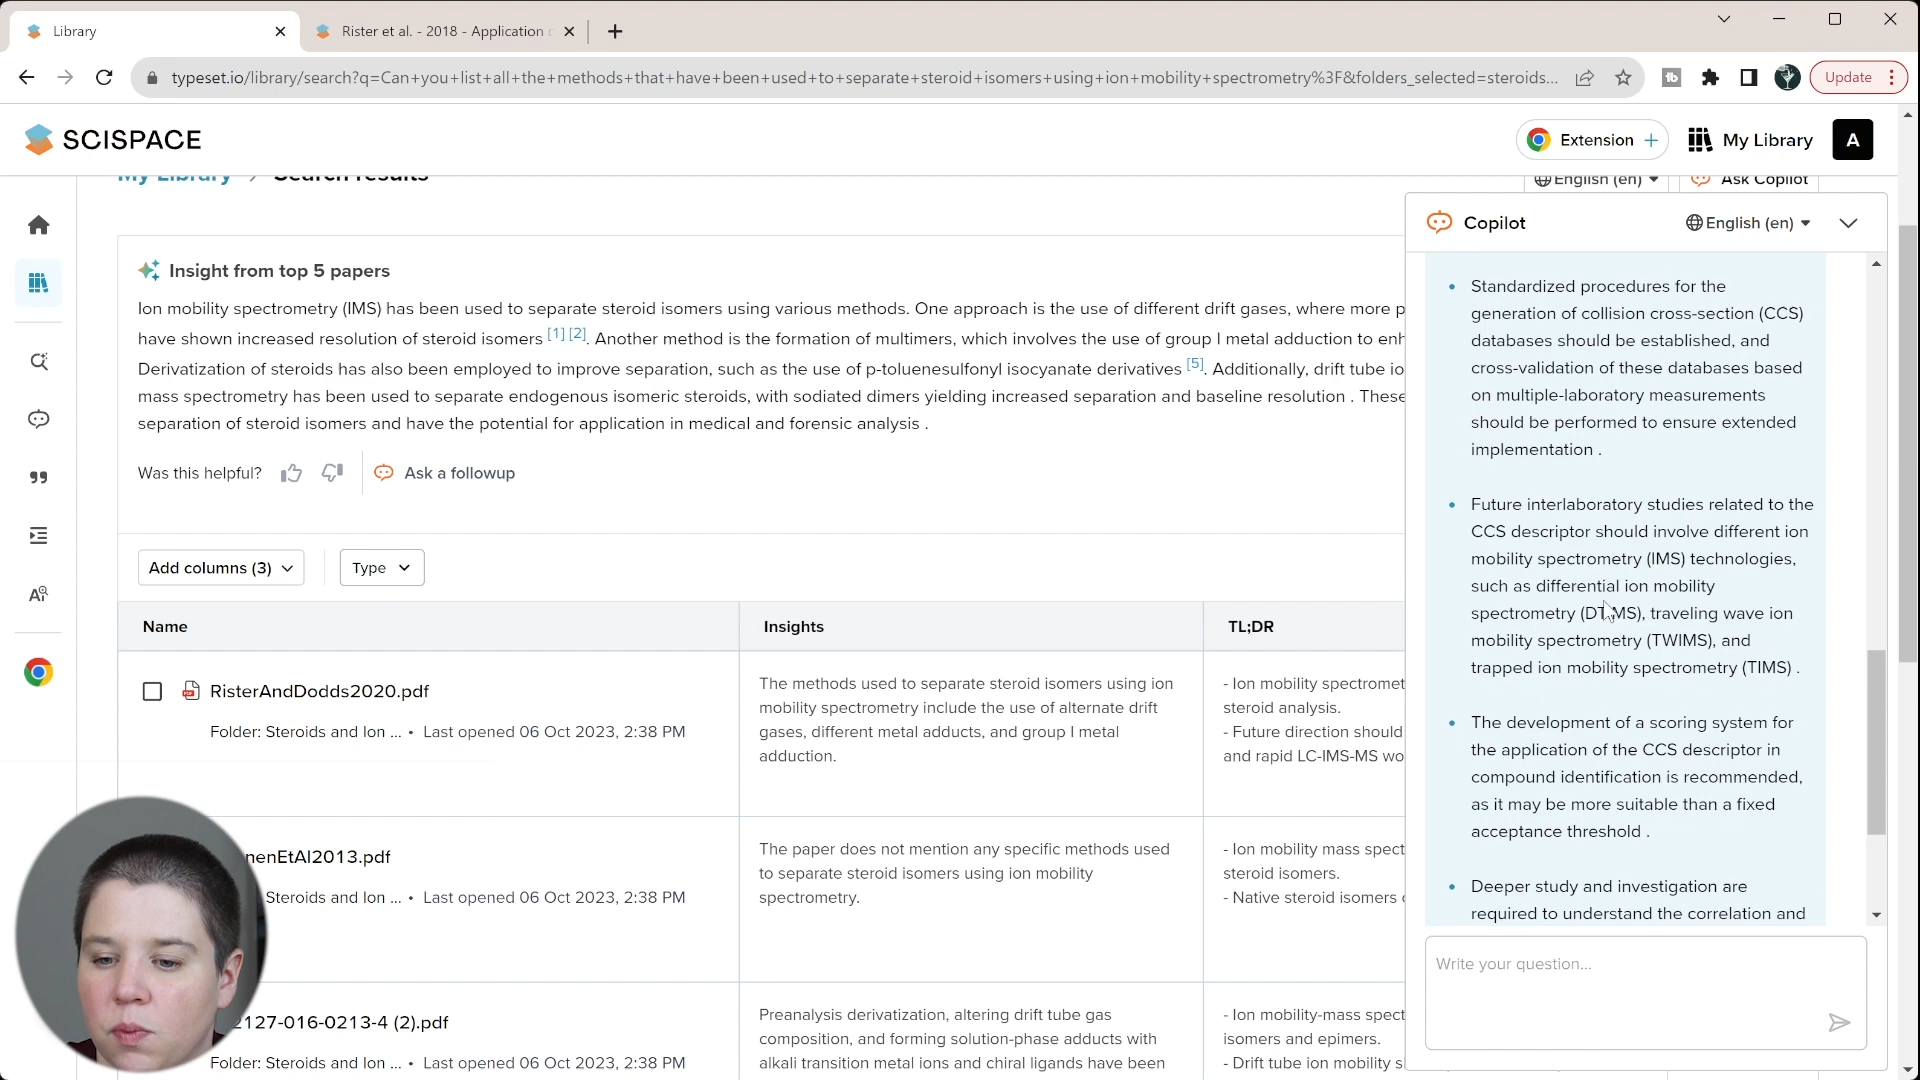 Library
Rister et al. - 2018 - Application
typeset.io/library/search?q=Can+you+list+all+the+methods+that+have+been+used+to+separate+steroid+isomers+using+ion+mobility+spectrometry%3F&folders_selected=steroids...
Update
SCISPACE
Extension +
My Library
A
My Library > Search results
English (en)
Ask Copilot
Insight from top 5 papers
Ion mobility spectrometry (IMS) has been used to separate steroid isomers using various methods. One approach is the use of different drift gases, where more p
have shown increased resolution of steroid isomers [1] [2]. Another method is the formation of multimers, which involves the use of group I metal adduction to enh
Derivatization of steroids has also been employed to improve separation, such as the use of p-toluenesulfonyl isocyanate derivatives [5]. Additionally, drift tube io
mass spectrometry has been used to separate endogenous isomeric steroids, with sodiated dimers yielding increased separation and baseline resolution . These
separation of steroid isomers and have the potential for application in medical and forensic analysis .
Was this helpful?
Ask a followup
Add columns (3)
Type
Name
Insights
TL;DR
RisterAndDodds2020.pdf
Folder: Steroids and Ion ... • Last opened 06 Oct 2023, 2:38 PM
The methods used to separate steroid isomers using ion
mobility spectrometry include the use of alternate drift
gases, different metal adducts, and group I metal
adduction.
- Ion mobility spectromet
steroid analysis.
- Future direction should
and rapid LC-IMS-MS wo
nenEtAl2013.pdf
Steroids and Ion ... • Last opened 06 Oct 2023, 2:38 PM
The paper does not mention any specific methods used
to separate steroid isomers using ion mobility
spectrometry.
- Ion mobility mass spect
steroid isomers.
- Native steroid isomers c
2127-016-0213-4 (2).pdf
Folder: Steroids and Ion ... • Last opened 06 Oct 2023, 2:38 PM
Preanalysis derivatization, altering drift tube gas
composition, and forming solution-phase adducts with
alkali transition metal ions and chiral ligands have been
- Ion mobility-mass spect
isomers and epimers.
- Drift tube ion mobility s
Copilot
English (en)
• Standardized procedures for the
generation of collision cross-section (CCS)
databases should be established, and
cross-validation of these databases based
on multiple-laboratory measurements
should be performed to ensure extended
implementation .
• Future interlaboratory studies related to the
CCS descriptor should involve different ion
mobility spectrometry (IMS) technologies,
such as differential ion mobility
spectrometry (DTIMS), traveling wave ion
mobility spectrometry (TWIMS), and
trapped ion mobility spectrometry (TIMS) .
• The development of a scoring system for
the application of the CCS descriptor in
compound identification is recommended,
as it may be more suitable than a fixed
acceptance threshold .
• Deeper study and investigation are
required to understand the correlation and
Write your question...